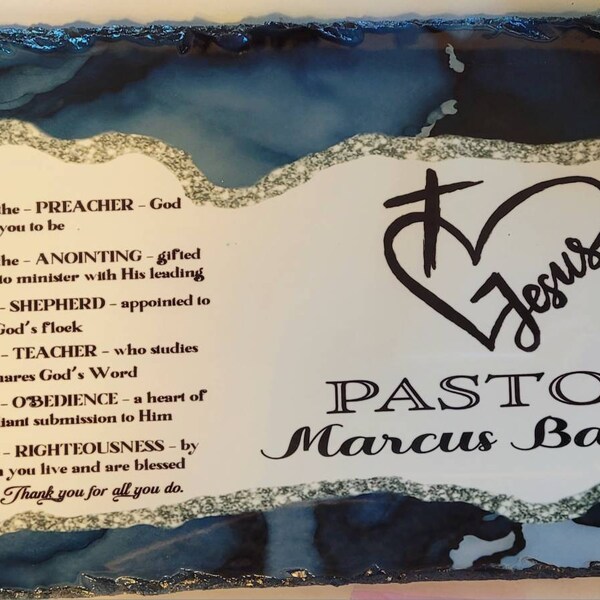 the – PREACHER – God
you to be
the – ANOINTING – gifted
to minister with His leading
– SHEPHERD – appointed to
God's flock
– TEACHER – who studies
God's Word
– OBEDIENCE – a heart of
submission to Him
– RIGHTEOUSNESS – by
you live and are blessed
Thank you for all you do.
Jesus
PASTO
Marcus Ba